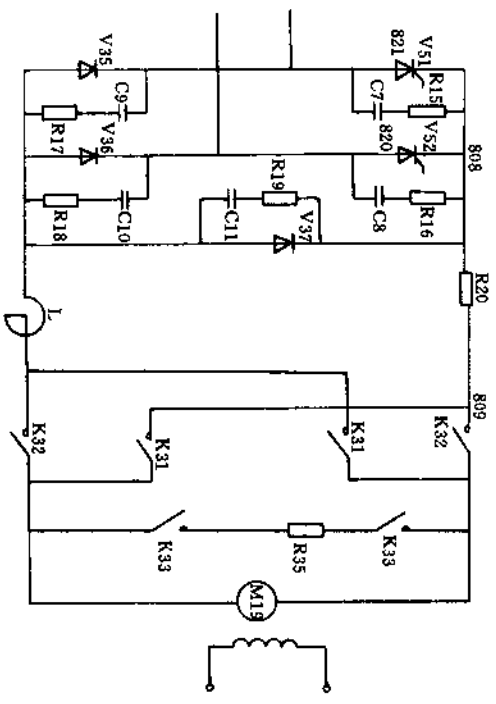 V35
821
V51
C9
C7
R15
R17
V36
820
V52
808
R19
R18
C10
C11
V37
C8
R16
R20
L
809
K32
K31
K31
K32
K33
R35
K33
M19